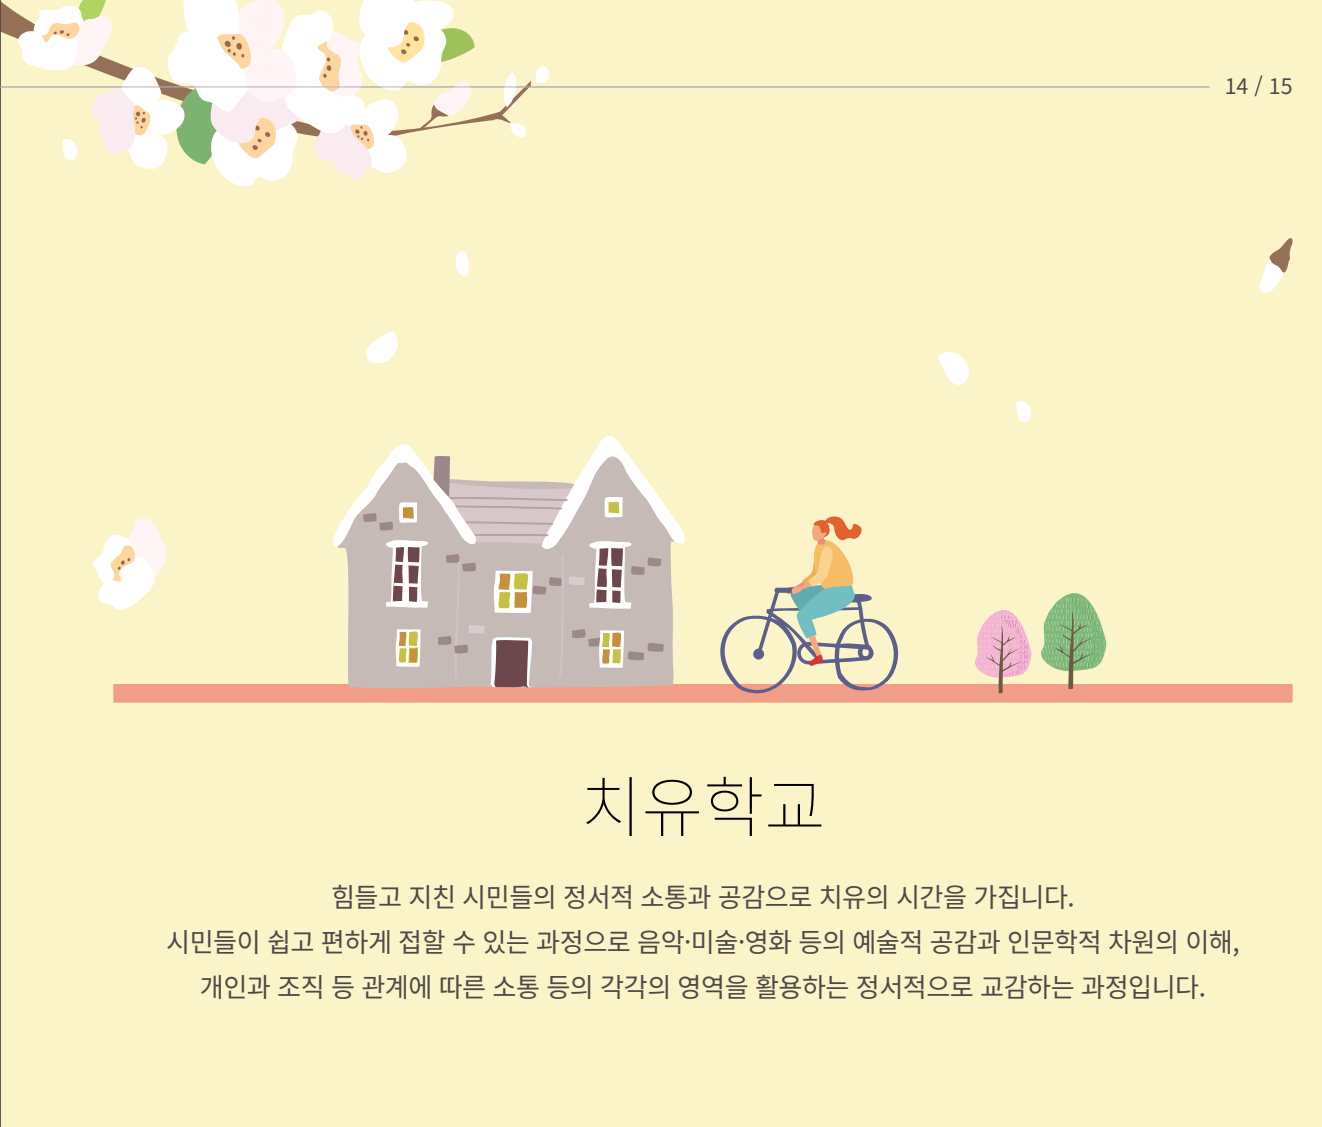 14 / 15
치유학교
힘들고 지친 시민들의 정서적 소통과 공감으로 치유의 시간을 가집니다.
시민들이 쉽고 편하게 접할 수 있는 과정으로 음악·미술·영화 등의 예술적 공감과 인문학적 차원의 이해,
개인과 조직 등 관계에 따른 소통 등의 각각의 영역을 활용하는 정서적으로 교감하는 과정입니다.